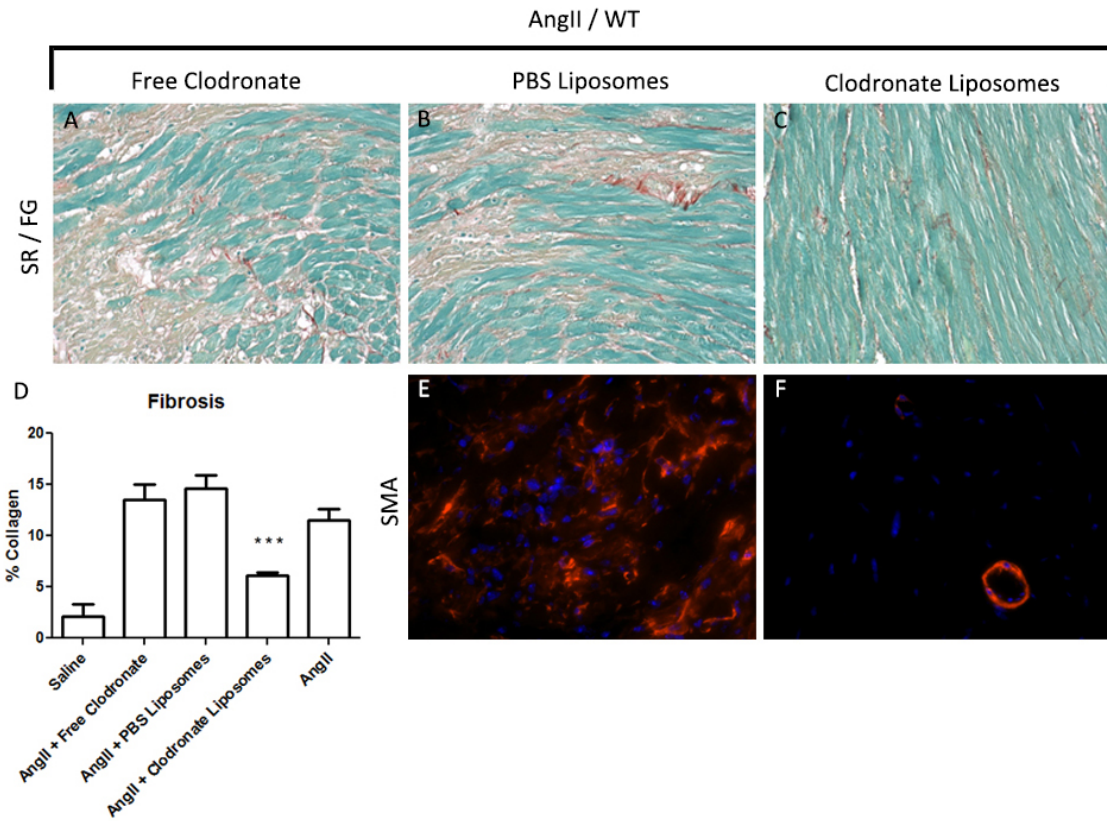 AngII / WT
Free Clodronate
PBS Liposomes
Clodronate Liposomes
SR / FG
A
B
C
D
Fibrosis
% Collagen
20
15
10
5
0
***
Saline
AngII + Free Clodronate
AngII + PBS Liposomes
AngII + Clodronate Liposomes
AngII
SMA
E
F